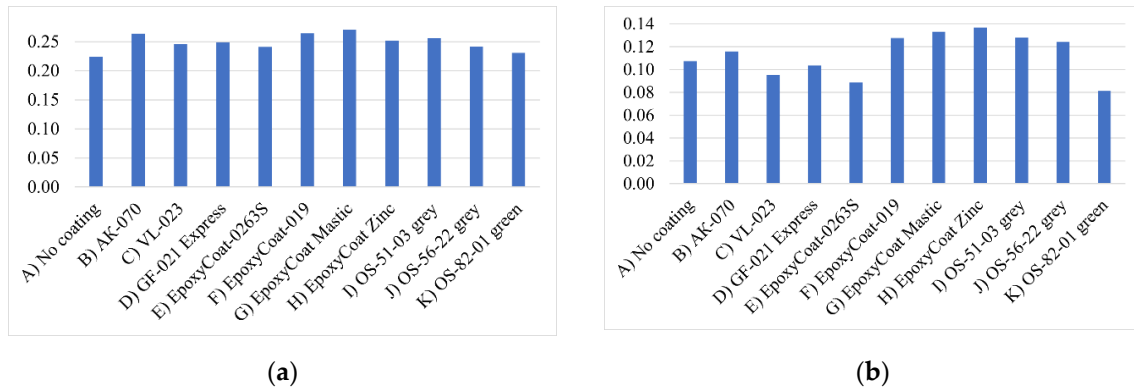 0.25
0.20
0.15
0.10
0.05
0.00
A) No coating
B) AK-070
C) VL-023
D) GF-021 Express
E) EpoxyCoat-0263S
F) EpoxyCoat-019
G) EpoxyCoat Mastic
H) EpoxyCoat Zinc
I) OS-51-03 grey
J) OS-56-22 grey
K) OS-82-01 green
(a)
0.14
0.12
0.10
0.08
0.06
0.04
0.02
0.00
A) No coating
B) AK-070
C) VL-023
D) GF-021 Express
E) EpoxyCoat-0263S
F) EpoxyCoat-019
G) EpoxyCoat Mastic
H) EpoxyCoat Zinc
I) OS-51-03 grey
J) OS-56-22 grey
K) OS-82-01 green
(b)